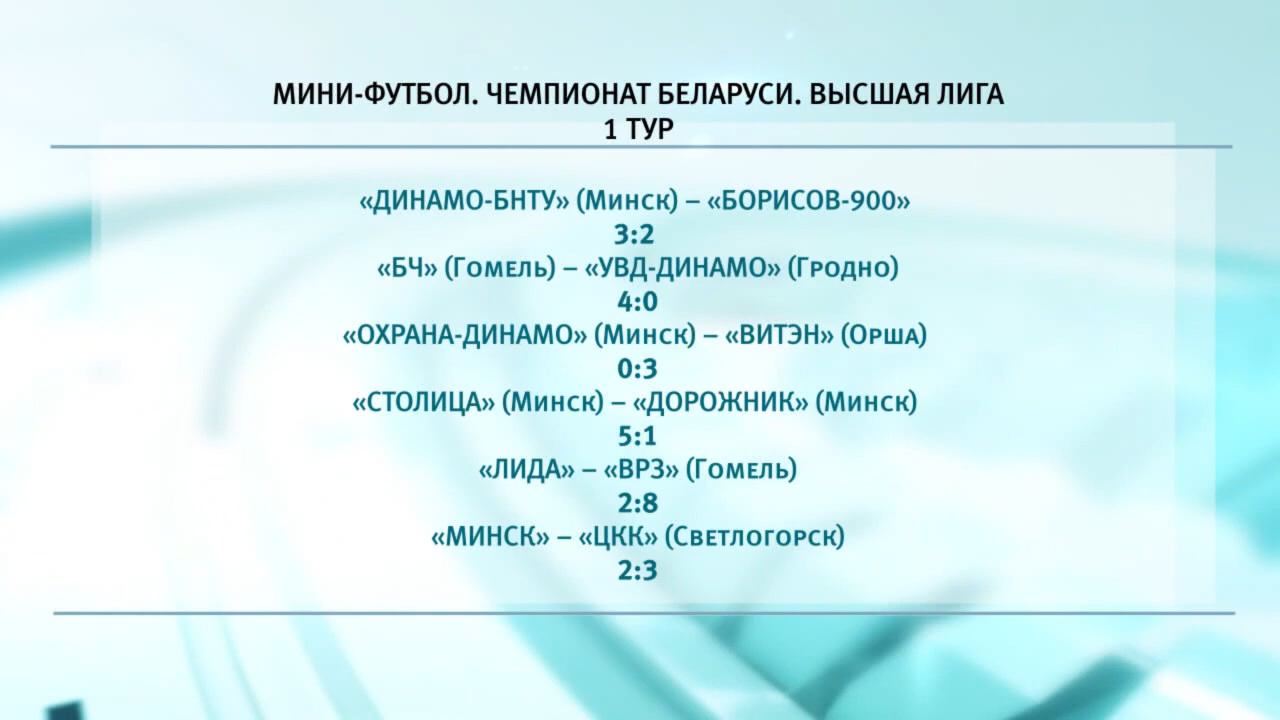 МИНИ-ФУТБОЛ. ЧЕМПИОНАТ БЕЛАРУСИ. ВЫСШАЯ ЛИГА
1 ТУР
«ДИНАМО-БНТУ» (Минск) – «БОРИСОВ-900»
3:2
«БЧ» (Гомель) – «УВД-ДИНАМО» (Гродно)
4:0
«ОХРАНА-ДИНАМО» (Минск) – «ВИТЭН» (Орша)
0:3
«СТОЛИЦА» (Минск) – «ДОРОЖНИК» (Минск)
5:1
«ЛИДА» – «ВРЗ» (Гомель)
2:8
«МИНСК» – «ЦКК» (Светлогорск)
2:3